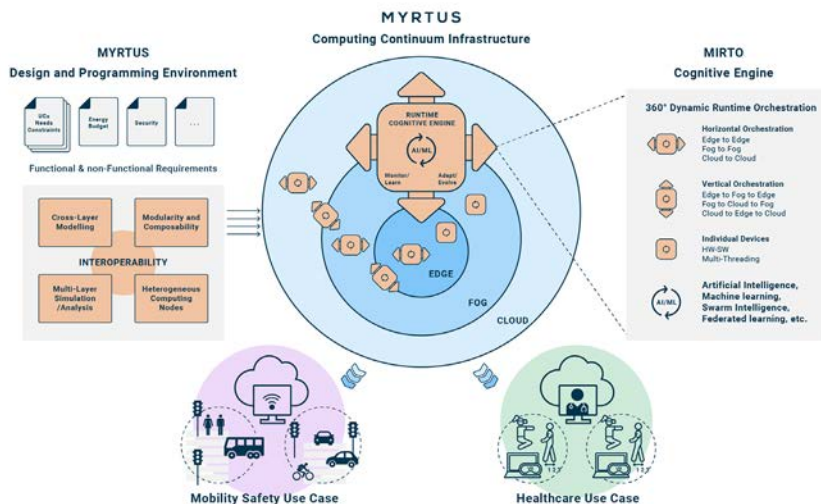 MYRTUS
Computing Continuum Infrastructure
MYRTUS
Design and Programming Environment
UCs
Needs
Constraints
Energy
Budget
Security
...
Functional & non-Functional Requirements
Cross-Layer
Modelling
Modularity and
Composability
INTEROPERABILITY
Multi-Layer
Simulation
/Analysis
Heterogeneous
Computing
Nodes
RUNTIME
COGNITIVE ENGINE
AI/ML
Monitor/
Learn
Adapt/
Evolve
EDGE
FOG
CLOUD
MIRTO
Cognitive Engine
360° Dynamic Runtime Orchestration
Horizontal Orchestration
Edge to Edge
Fog to Fog
Cloud to Cloud
Vertical Orchestration
Edge to Fog to Edge
Fog to Cloud to Fog
Cloud to Edge to Cloud
Individual Devices
HW-SW
Multi-Threading
AI/ML
Artificial Intelligence,
Machine learning,
Swarm Intelligence,
Federated learning, etc.
Mobility Safety Use Case
Healthcare Use Case